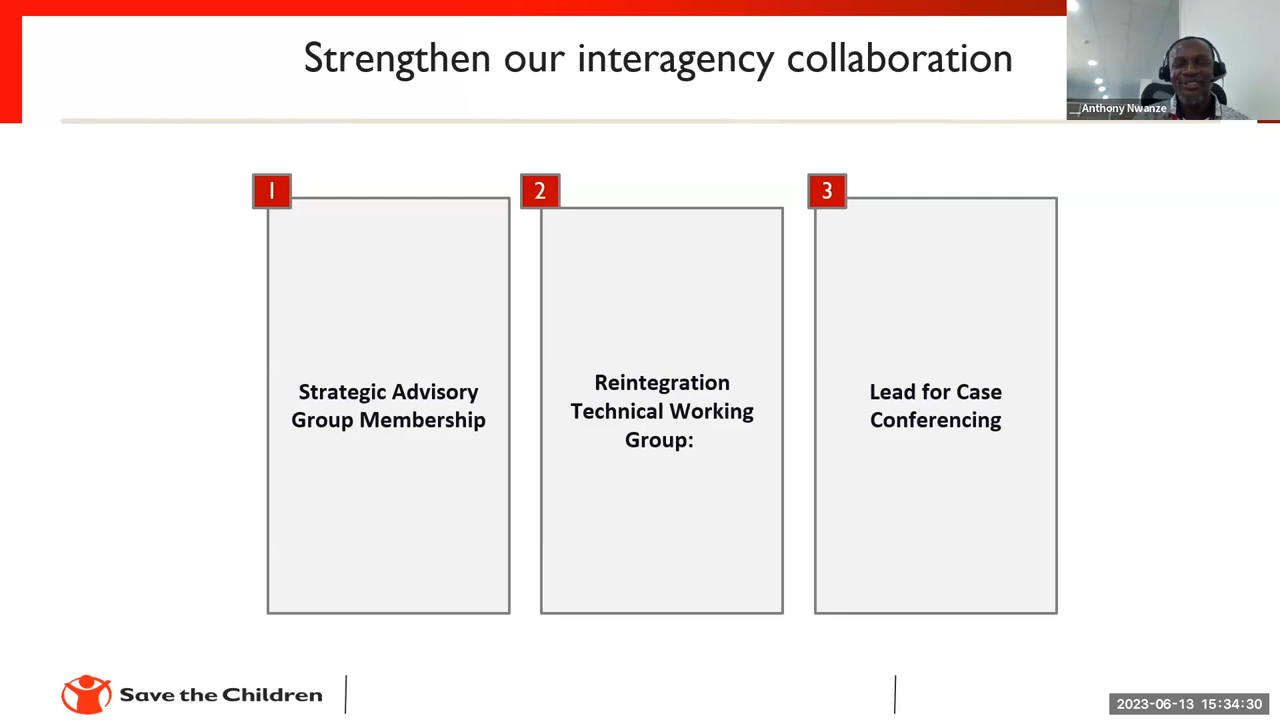 Strengthen our interagency collaboration
Anthony Nwanze
1
Strategic Advisory
Group Membership
2
Reintegration
Technical Working
Group:
3
Lead for Case
Conferencing
Save the Children
2023-06-13 15:34:30